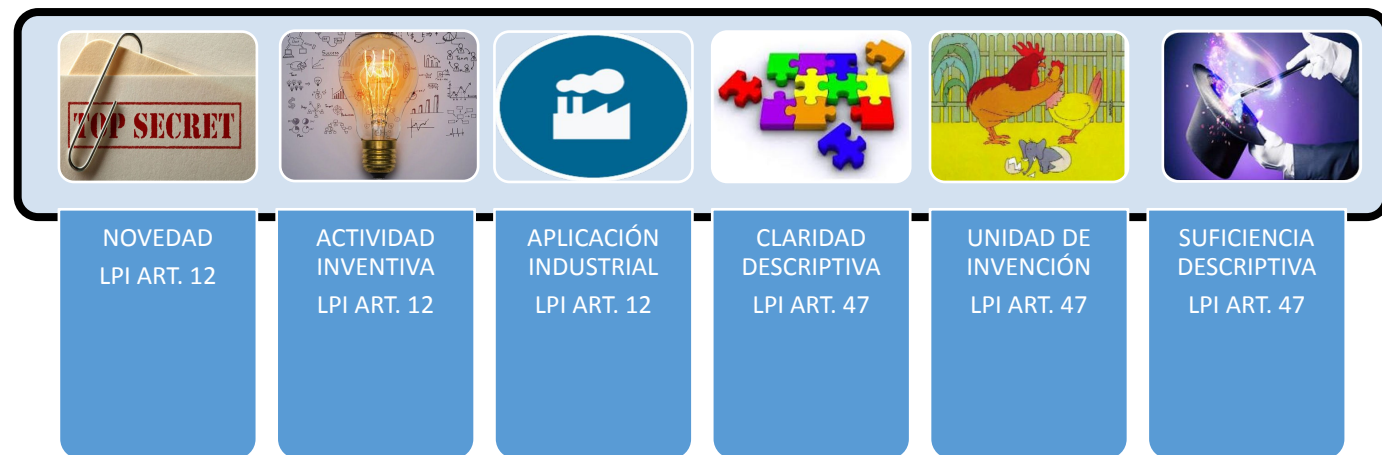 TOP SECRET
NOVEDAD
LPI ART. 12
ACTIVIDAD
INVENTIVA
LPI ART. 12
APLICACIÓN
INDUSTRIAL
LPI ART. 12
CLARIDAD
DESCRIPTIVA
LPI ART. 47
UNIDAD DE
INVENCIÓN
LPI ART. 47
SUFICIENCIA
DESCRIPTIVA
LPI ART. 47